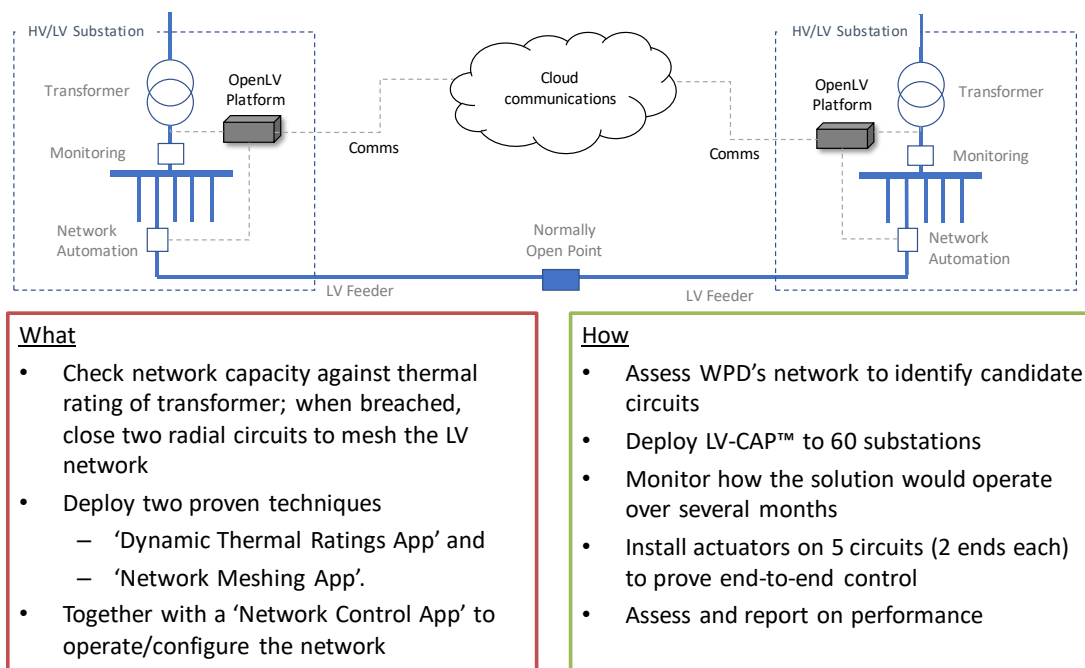 HV/LV Substation
Transformer
OpenLV
Platform
Monitoring
Network
Automation
LV Feeder
Comms
Cloud
communications
Normally
Open Point
Comms
LV Feeder
HV/LV Substation
OpenLV
Platform
Transformer
Monitoring
Network
Automation
What
• Check network capacity against thermal
rating of transformer; when breached,
close two radial circuits to mesh the LV
network
• Deploy two proven techniques
– ‘Dynamic Thermal Ratings App’ and
– ‘Network Meshing App’.
• Together with a ‘Network Control App’ to
operate/configure the network
How
• Assess WPD’s network to identify candidate
circuits
• Deploy LV-CAP™ to 60 substations
• Monitor how the solution would operate
over several months
• Install actuators on 5 circuits (2 ends each)
to prove end-to-end control
• Assess and report on performance